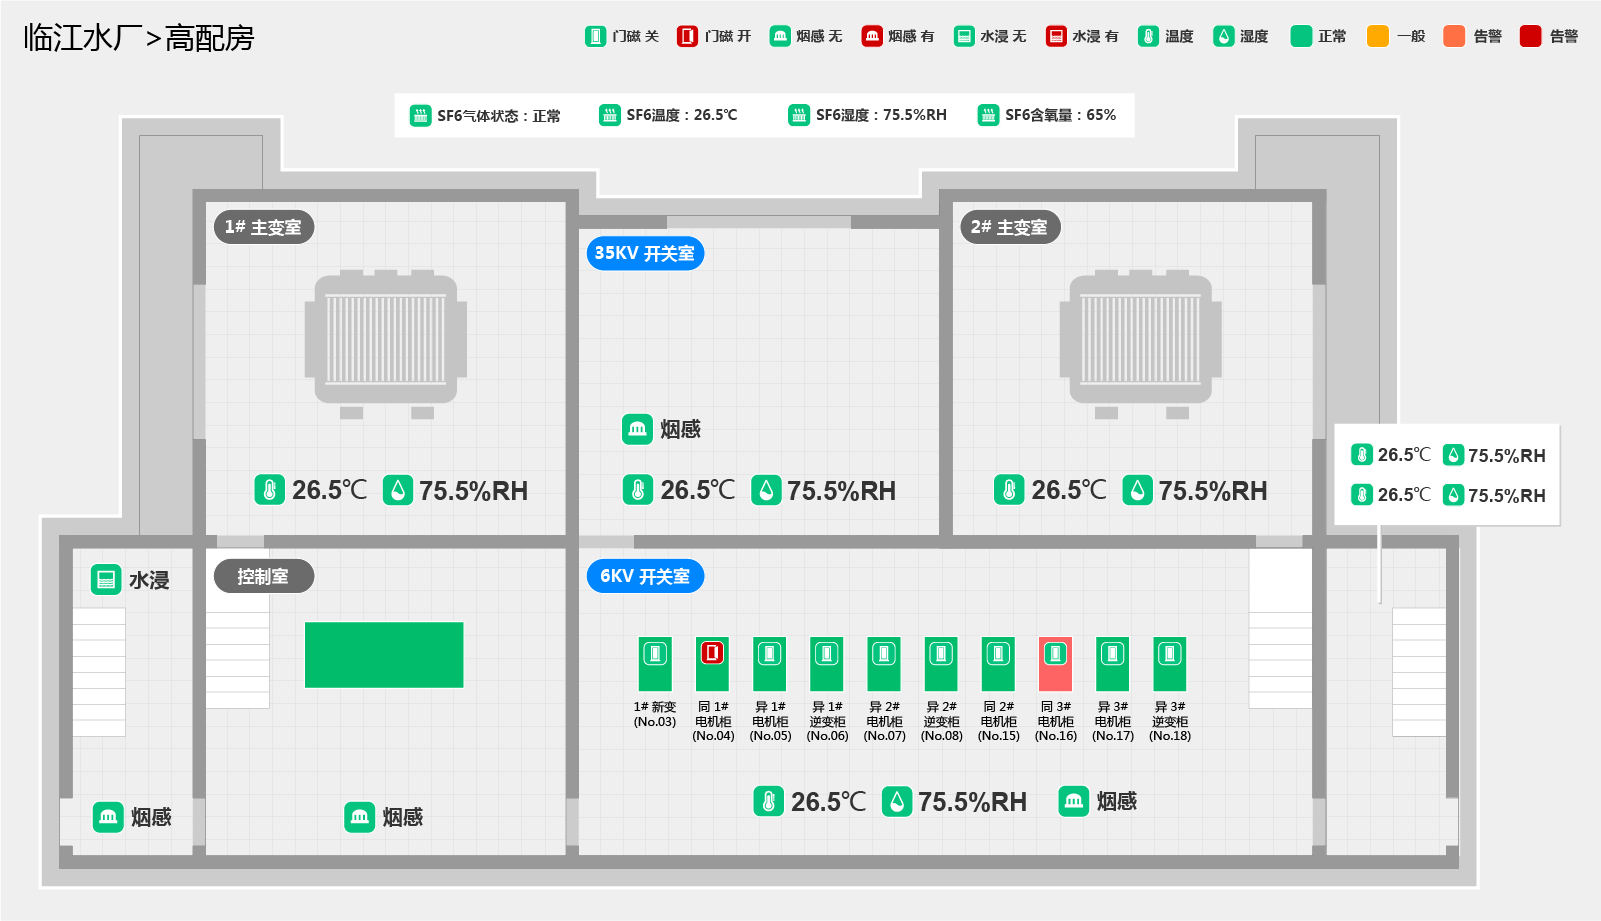 临江水厂>高配房
门磁 关 门磁 开 烟感 无 烟感 有 水浸 无 水浸 有 温度 湿度 正常 一般 告警 告警
SF6气体状态：正常 SF6温度：26.5℃ SF6湿度：75.5%RH SF6含氧量：65%
1# 主变室
35KV 开关室
2# 主变室
烟感
26.5℃ 75.5%RH
26.5℃ 75.5%RH
26.5℃ 75.5%RH
26.5℃ 75.5%RH
26.5℃ 75.5%RH
水浸
控制室
6KV 开关室
1# 新变
(No.03)
同 1#
电机柜
(No.04)
异 1#
电机柜
(No.05)
异 1#
逆变柜
(No.06)
异 2#
电机柜
(No.07)
异 2#
逆变柜
(No.08)
同 2#
电机柜
(No.15)
同 3#
电机柜
(No.16)
异 3#
电机柜
(No.17)
异 3#
逆变柜
(No.18)
26.5℃ 75.5%RH 烟感
烟感
烟感